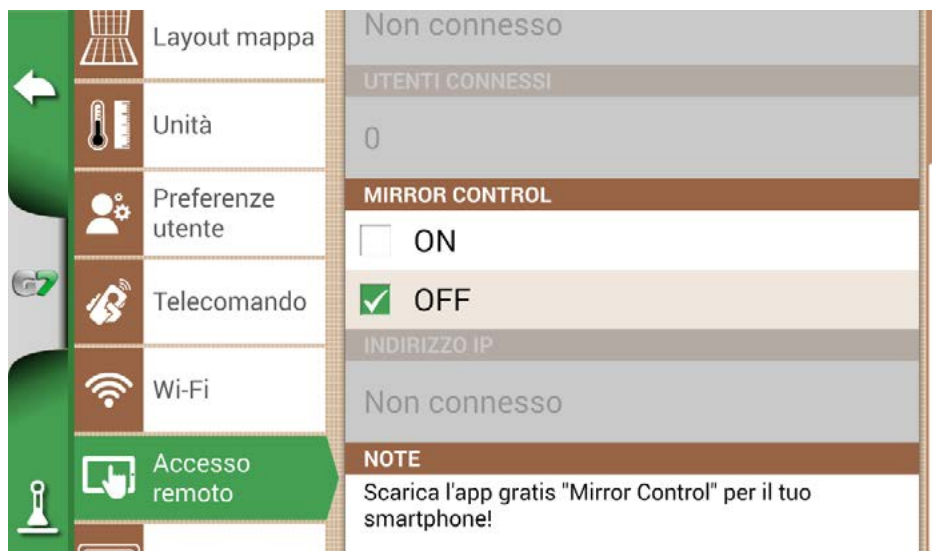 Layout mappa
Unità
Preferenze
utente
G7
Telecomando
Wi-Fi
Accesso
remoto
Non connesso
UTENTI CONNESSI
0
MIRROR CONTROL
ON
OFF
INDIRIZZO IP
Non connesso
NOTE
Scarica l'app gratis "Mirror Control" per il tuo
smartphone!